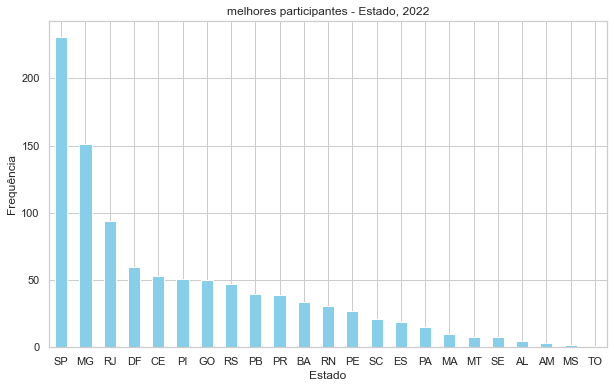 melhores participantes - Estado, 2022
Frequência
200
150
100
50
0
SP MG RJ DF CE PI GO RS PB PR BA RN PE SC ES PA MA MT SE AL AM MS TO
Estado